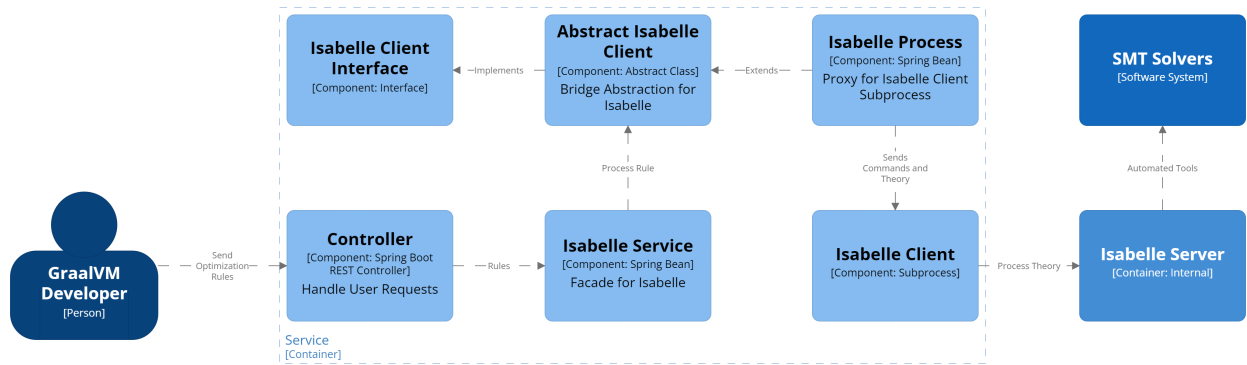 Isabelle Client
Interface
[Component: Interface]
Implements
Abstract Isabelle
Client
[Component: Abstract Class]
Bridge Abstraction for
Isabelle
Extends
Isabelle Process
[Component: Spring Bean]
Proxy for Isabelle Client
Subprocess
SMT Solvers
[Software System]
Process Rule
Sends
Commands and
Theory
Automated Tools
GraalVM
Developer
[Person]
Send
Optimization
Rules
Controller
[Component: Spring Boot
REST Controller]
Handle User Requests
Rules
Isabelle Service
[Component: Spring Bean]
Facade for Isabelle
Isabelle Client
[Component: Subprocess]
Process Theory
Isabelle Server
[Container: Internal]
Service
[Container]